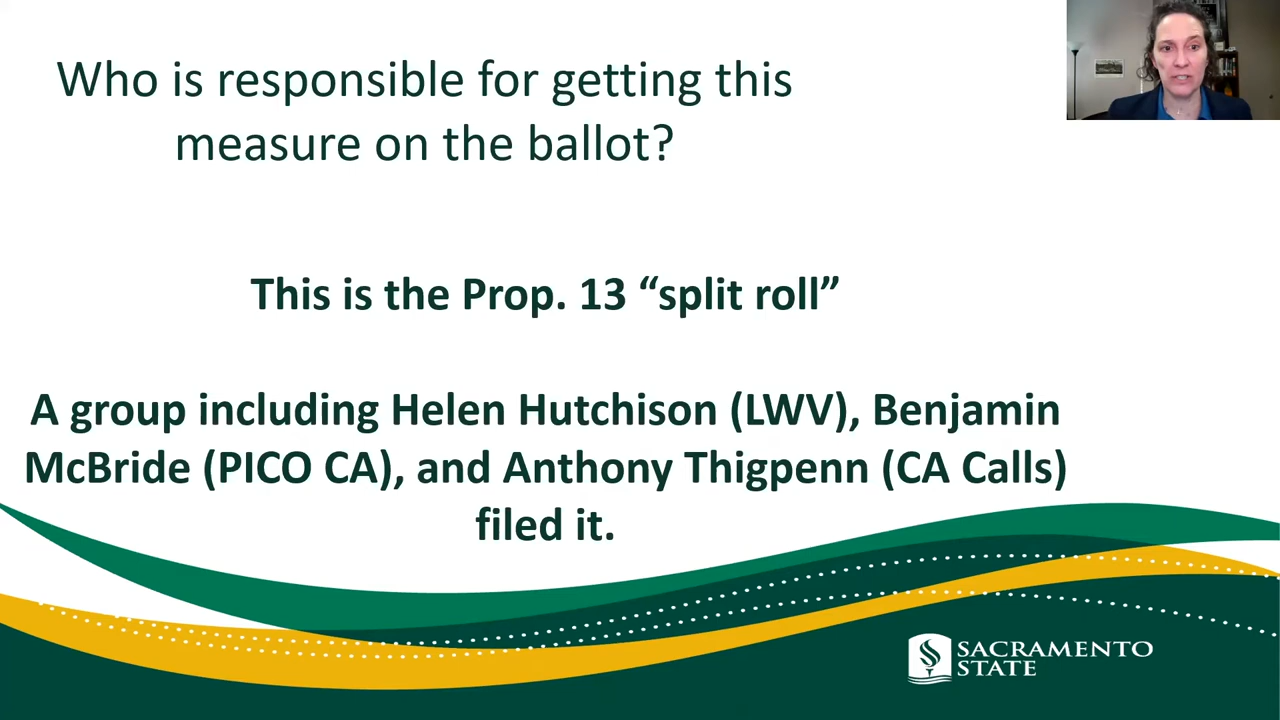 Who is responsible for getting this
measure on the ballot?
This is the Prop. 13 “split roll”
A group including Helen Hutchison (LWV), Benjamin
McBride (PICO CA), and Anthony Thigpenn (CA Calls)
filed it.
SACRAMENTO
STATE